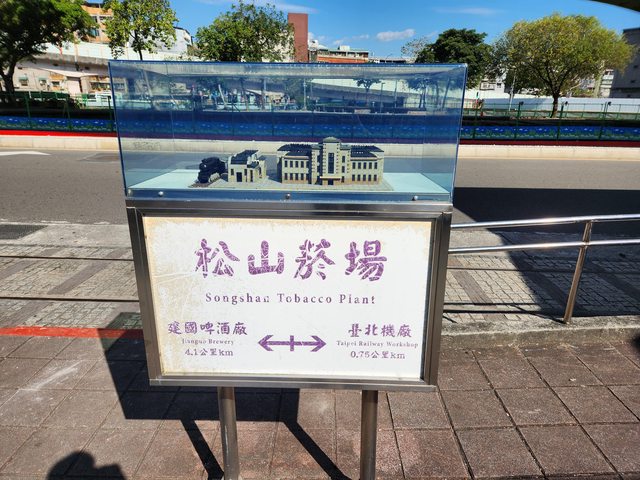 松山菸場
Songshan Tobacco Plant
建國啤酒廠
Jianguo Brewery
4.1公里km
臺北機廠
Taipei Railway Workshop
0.75公里km